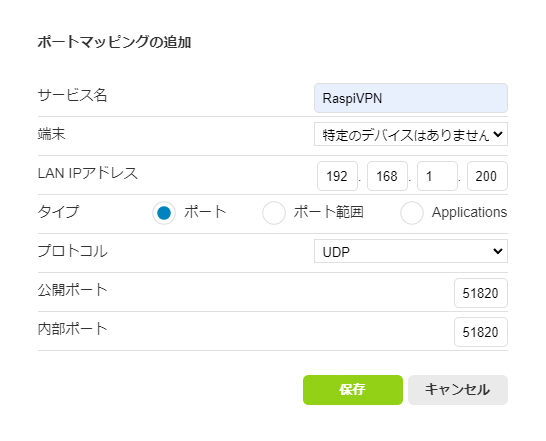 ポートマッピングの追加
サービス名 RaspiVPN
端末 特定のデバイスはありません
LAN IPアドレス 192 . 168 . 1 . 200
タイプ ポート ポート範囲 Applications
プロトコル UDP
公開ポート 51820
内部ポート 51820
保存 キャンセル